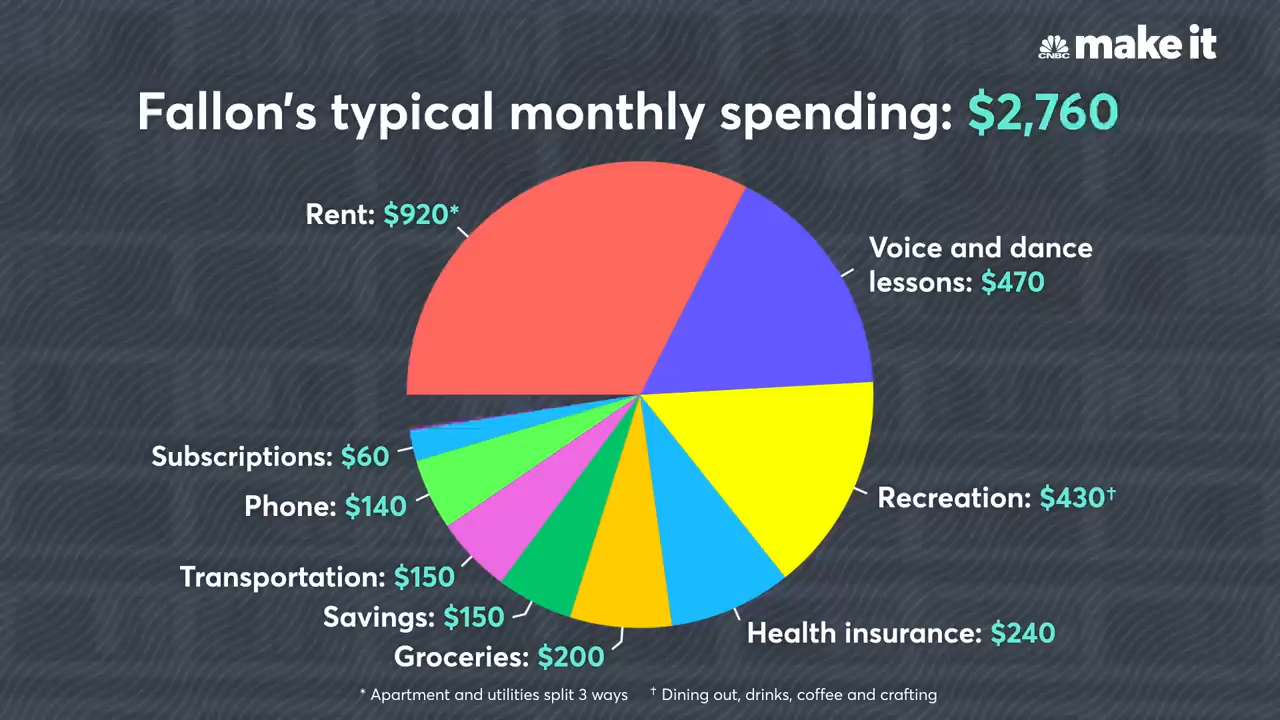 CNBC make it
Fallon's typical monthly spending: $2,760
Rent: $920*
Voice and dance
lessons: $470
Recreation: $430†
Health insurance: $240
Groceries: $200
Savings: $150
Transportation: $150
Phone: $140
Subscriptions: $60
* Apartment and utilities split 3 ways † Dining out, drinks, coffee and crafting